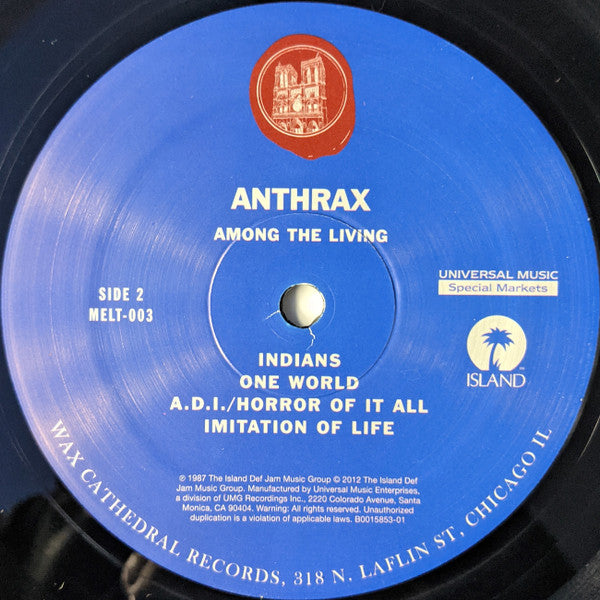 ANTHRAX
AMONG THE LIVING
SIDE 2
MELT-003
UNIVERSAL MUSIC
Special Markets
ISLAND
INDIANS
ONE WORLD
A.D.I./HORROR OF IT ALL
IMITATION OF LIFE
℗ 1987 The Island Def Jam Music Group © 2012 The Island Def
Jam Music Group. Manufactured by Universal Music Enterprises,
a division of UMG Recordings Inc., 2220 Colorado Avenue, Santa
Monica, CA 90404. Warning: All rights reserved. Unauthorized
duplication is a violation of applicable laws. B0015853-01
WAX CATHEDRAL RECORDS, 318 N. LAFLIN ST, CHICAGO IL